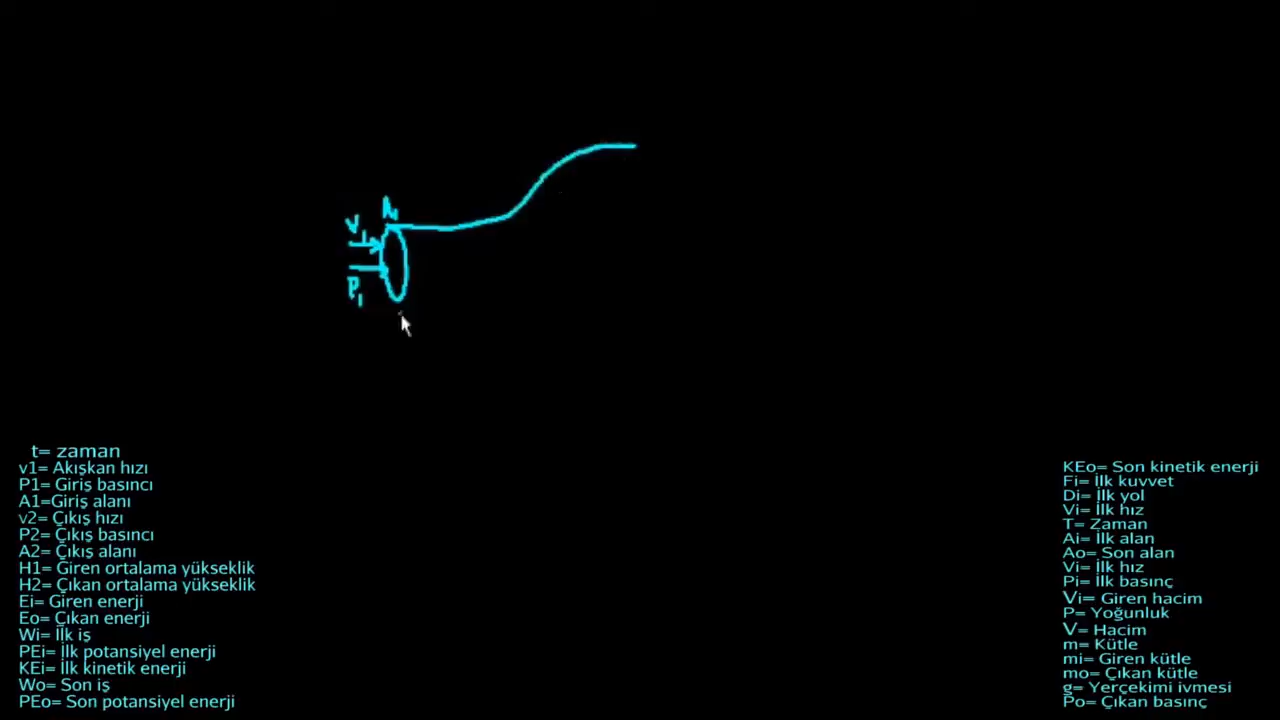 A1
V1
P1
t= zaman
v1= Akışkan hızı
P1= Giriş basıncı
A1=Giriş alanı
v2= Çıkış hızı
P2= Çıkış basıncı
A2= Çıkış alanı
H1= Giren ortalama yükseklik
H2= Çıkan ortalama yükseklik
Ei= Giren enerji
Eo= Çıkan enerji
Wi= İlk iş
PEi= İlk potansiyel enerji
KEi= İlk kinetik enerji
Wo= Son iş
PEo= Son potansiyel enerji
KEo= Son kinetik enerji
Fi= İlk kuvvet
Di= İlk yol
Vi= İlk hız
T= Zaman
Ai= İlk alan
Ao= Son alan
Vi= İlk hız
Pi= İlk basınç
Vi= Giren hacim
P= Yoğunluk
V= Hacim
m= Kütle
mi= Giren kütle
mo= Çıkan kütle
g= Yerçekimi ivmesi
Po= Çıkan basınç